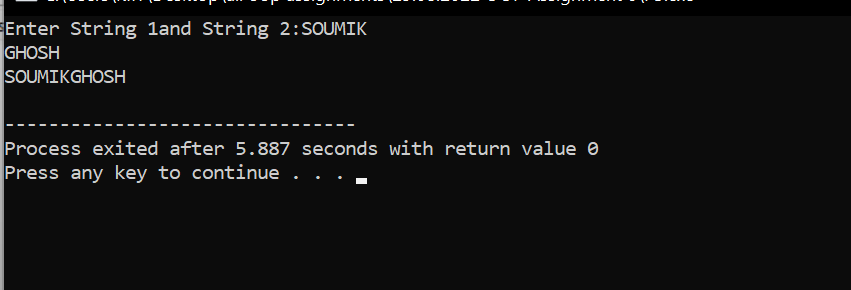 Enter String 1and String 2:SOUMIK
GHOSH
SOUMIKGHOSH
--------------------------------
Process exited after 5.887 seconds with return value 0
Press any key to continue . . .